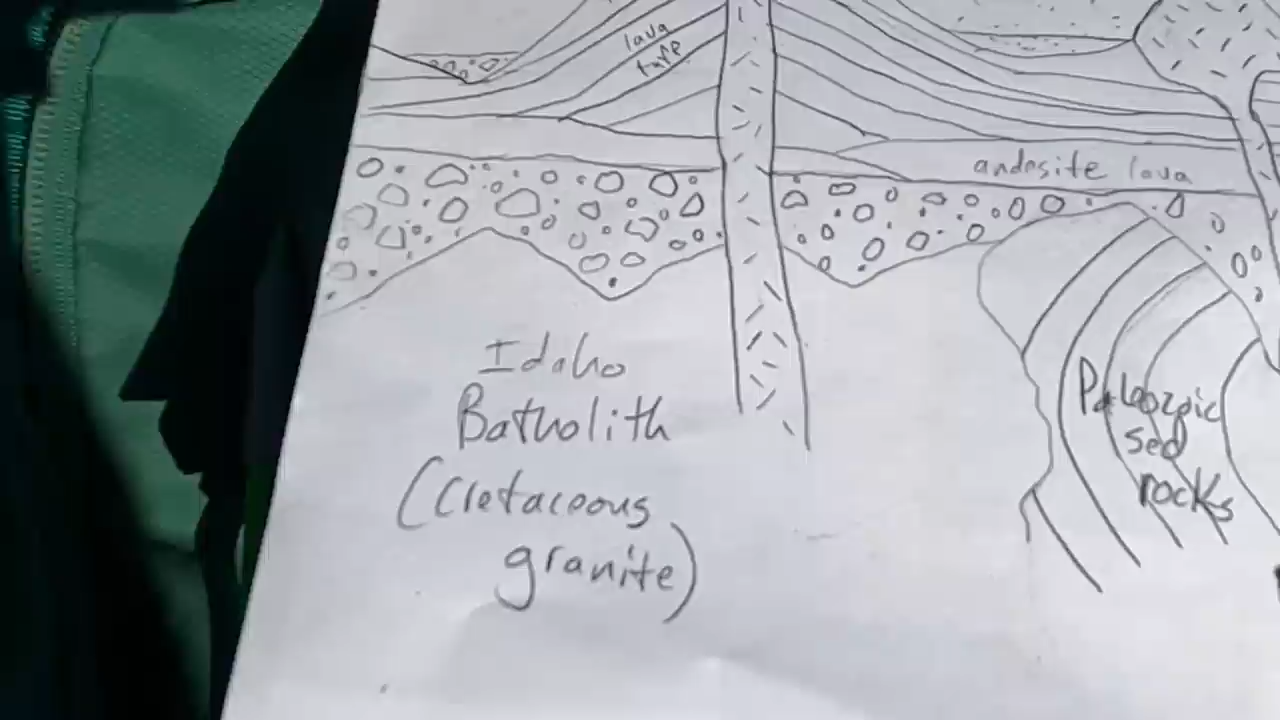 lava
tuff
andesite lava
Idaho
Batholith
(Cretaceous
granite)
Paleozoic
sed
rocks